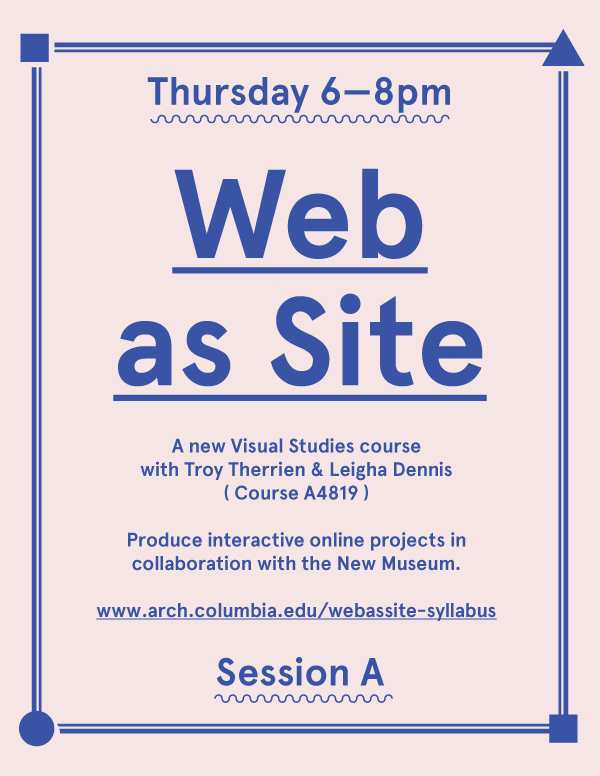 Thursday 6—8pm
Web
as Site
A new Visual Studies course
with Troy Therrien & Leigha Dennis
( Course A4819 )
Produce interactive online projects in
collaboration with the New Museum.
www.arch.columbia.edu/webassite-syllabus
Session A